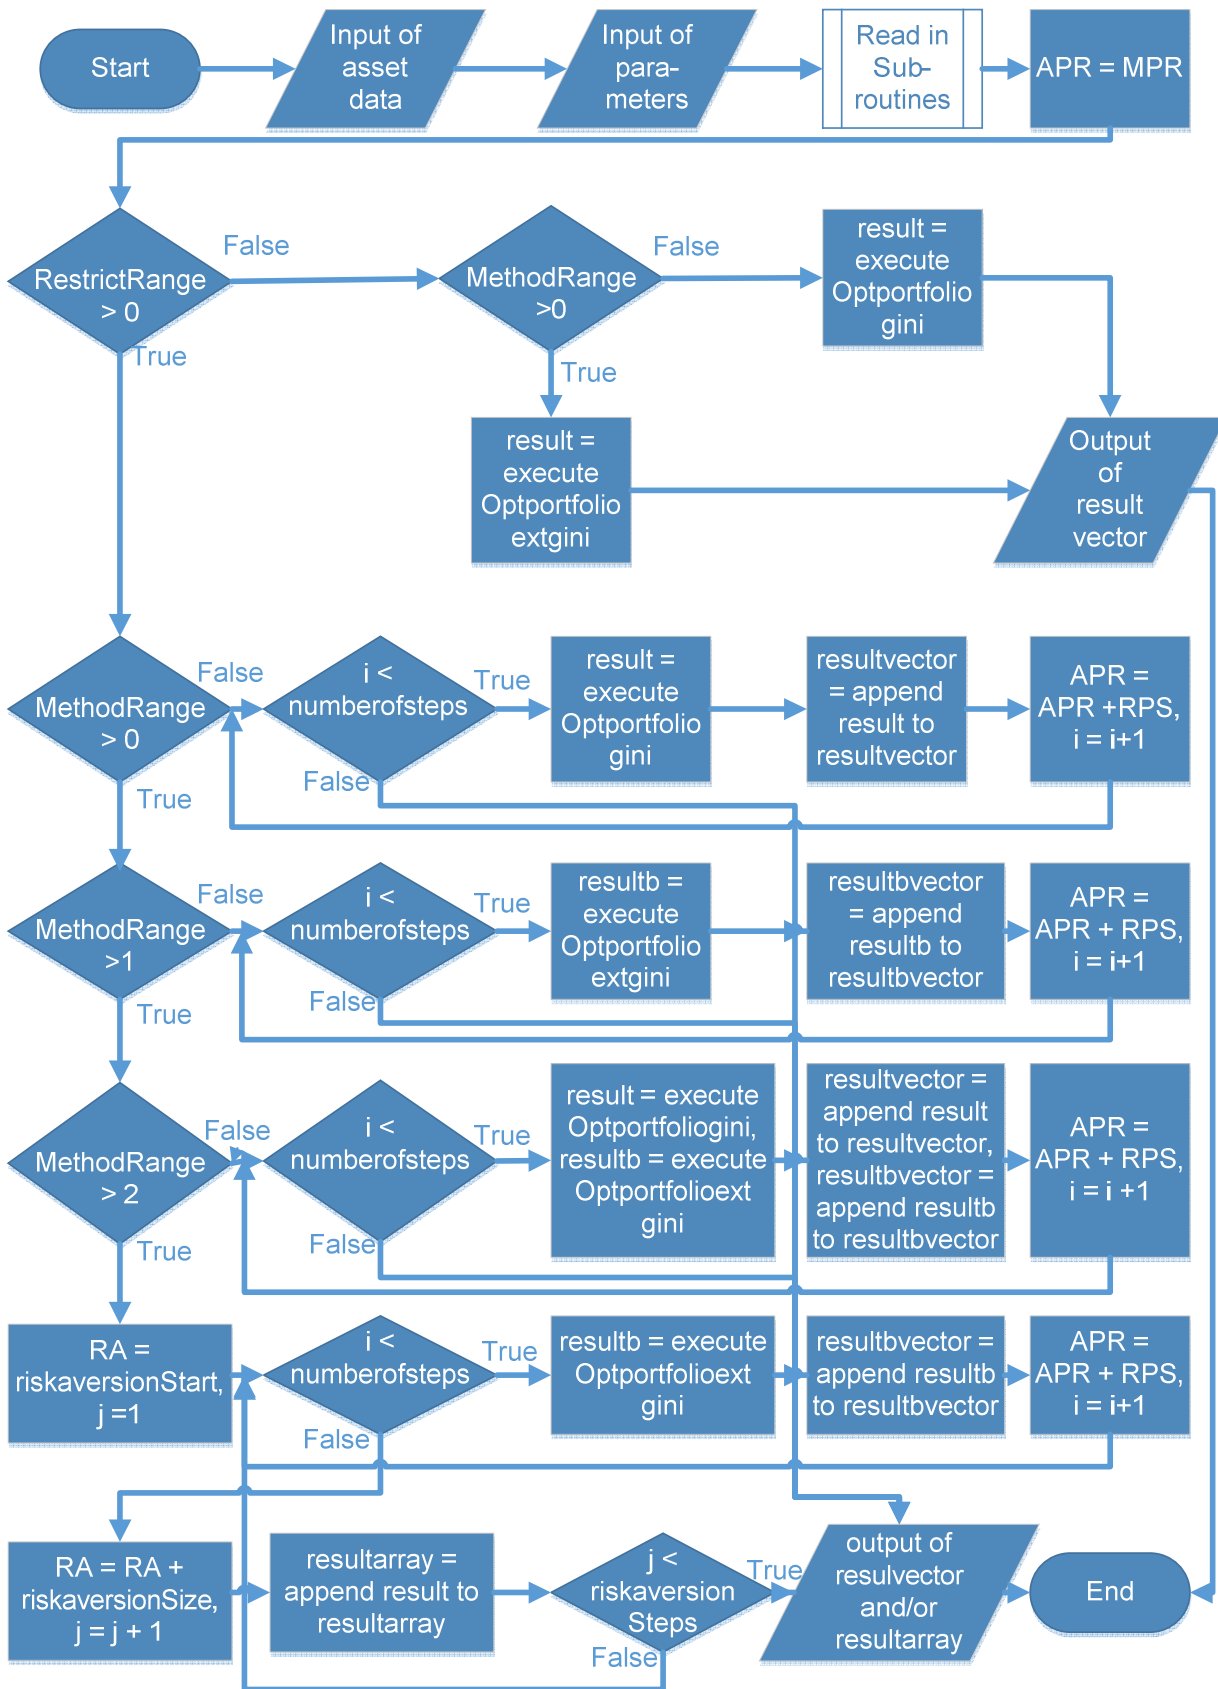 Start
Input of
asset
data
Input of
para-
meters
Read in
Sub-
routines
APR = MPR
RestrictRange
> 0
False
True
MethodRange
>0
False
True
result =
execute
Optportfolio
gini
result =
execute
Optportfolio
extgini
Output
of
result
vector
MethodRange
> 0
False
True
i <
numberofsteps
True
False
result =
execute
Optportfolio
gini
resultvector
= append
result to
resultvector
APR =
APR +RPS,
i = i+1
MethodRange
>1
False
True
i <
numberofsteps
True
False
resultb =
execute
Optportfolio
extgini
resultbvector
= append
resultb to
resultbvector
APR =
APR + RPS,
i = i+1
MethodRange
> 2
False
True
i <
numberofsteps
True
False
result = execute
Optportfoliogini,
resultb = execute
Optportfolioext
gini
resultvector =
append result
to resultvector,
resultbvector =
append resultb
to resultbvector
APR =
APR + RPS,
i = i +1
RA =
riskaversionStart,
j =1
i <
numberofsteps
True
False
resultb = execute
Optportfolioext
gini
resultbvector =
append resultb
to resultbvector
APR =
APR + RPS,
i = i+1
RA = RA +
riskaversionSize,
j = j + 1
resultarray =
append result to
resultarray
j <
riskaversion
Steps
True
False
output of
resulvector
and/or
resultarray
End